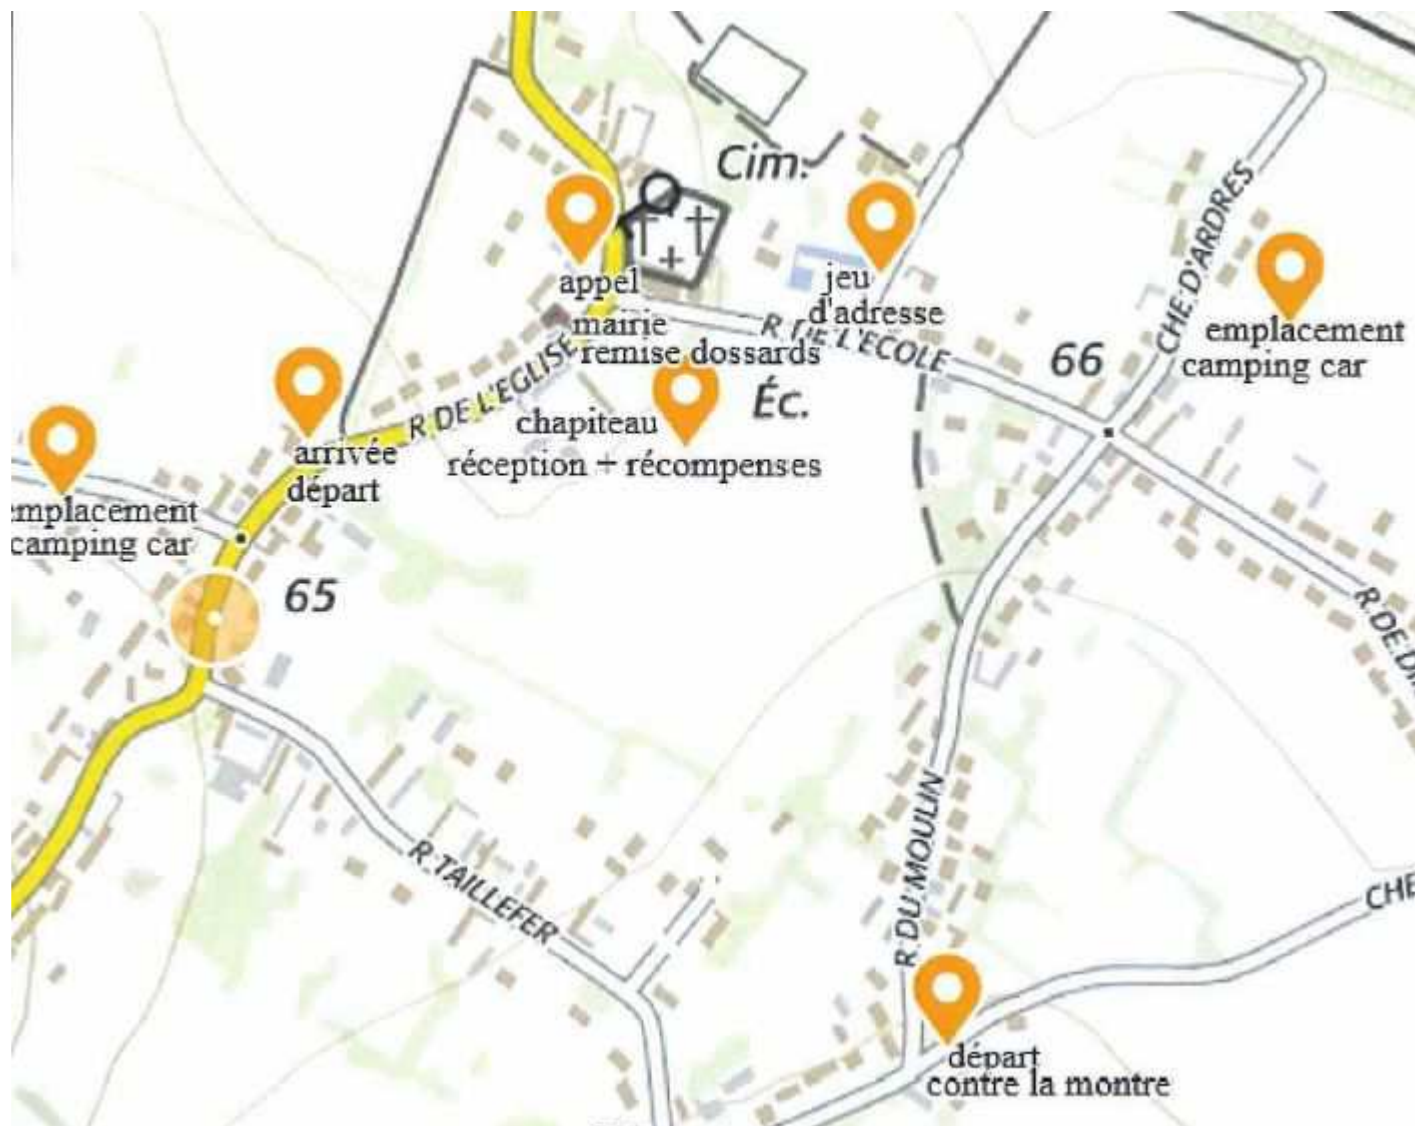 Cim.
appel
jeu
d'adresse
mairie
remise dossards
R DE L'ECOLE
CHE D'ARDRES
emplacement
camping car
66
R DE L'EGLISE
Éc.
chapiteau
réception + récompenses
arrivée
départ
emplacement
camping car
65
R DE
R TAILLEFER
R DU MOULIN
CHE
départ
contre la montre